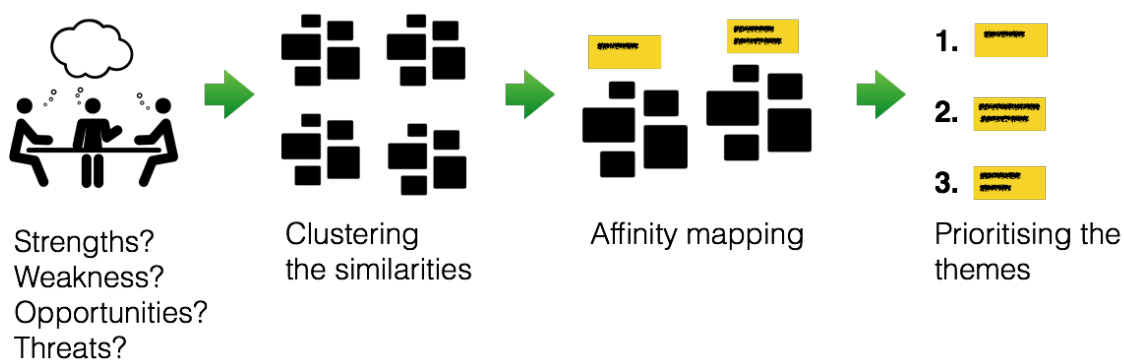 Strengths?
Weakness?
Opportunities?
Threats?
Clustering
the similarities
Affinity mapping
1.
2.
3.
Prioritising the
themes